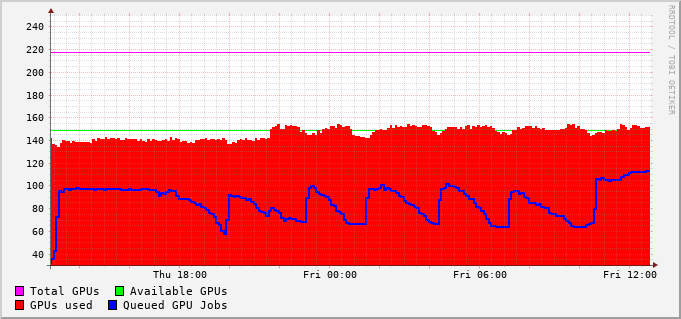 240
220
200
180
160
140
120
100
80
60
40
Thu 18:00 Fri 00:00 Fri 06:00 Fri 12:00
Total GPUs Available GPUs
GPUs used Queued GPU Jobs
RRDTOOL / TOBI OETIKER